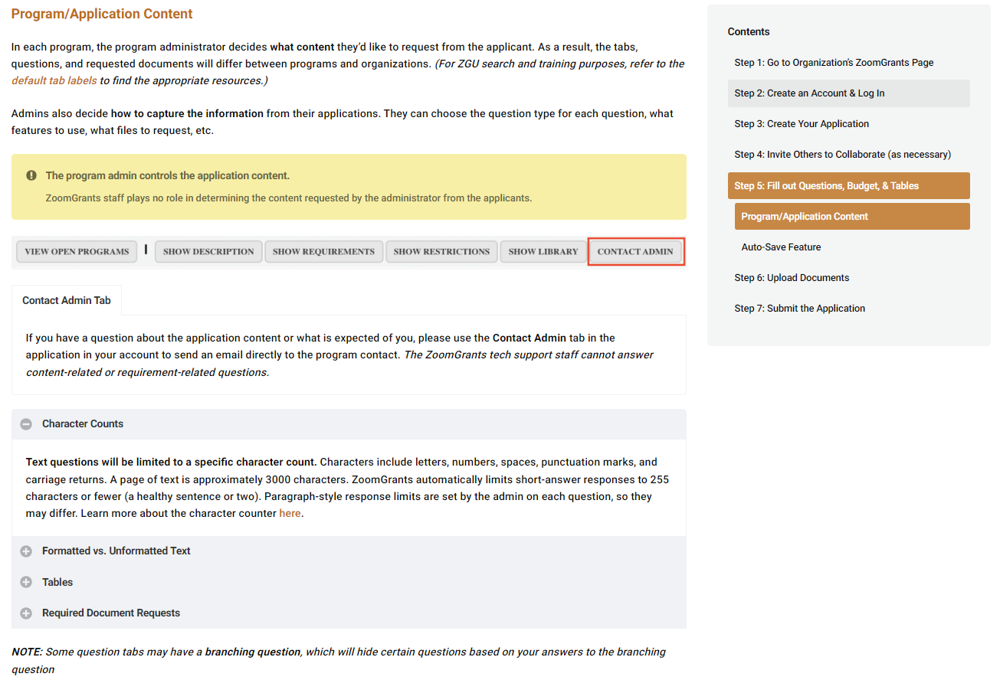 Program/Application Content
In each program, the program administrator decides what content they'd like to request from the applicant. As a result, the tabs,
questions, and requested documents will differ between programs and organizations. (For ZGU search and training purposes, refer to the
default tab labels to find the appropriate resources.)
Admins also decide how to capture the information from their applications. They can choose the question type for each question, what
features to use, what files to request, etc.
The program admin controls the application content.
ZoomGrants staff plays no role in determining the content requested by the administrator from the applicants.
VIEW OPEN PROGRAMS | SHOW DESCRIPTION SHOW REQUIREMENTS SHOW RESTRICTIONS SHOW LIBRARY CONTACT ADMIN
Contact Admin Tab
If you have a question about the application content or what is expected of you, please use the Contact Admin tab in the
application in your account to send an email directly to the program contact. The ZoomGrants tech support staff cannot answer
content-related or requirement-related questions.
Character Counts
Text questions will be limited to a specific character count. Characters include letters, numbers, spaces, punctuation marks, and
carriage returns. A page of text is approximately 3000 characters. ZoomGrants automatically limits short-answer responses to 255
characters or fewer (a healthy sentence or two). Paragraph-style response limits are set by the admin on each question, so they
may differ. Learn more about the character counter here.
Formatted vs. Unformatted Text
Tables
Required Document Requests
NOTE: Some question tabs may have a branching question, which will hide certain questions based on your answers to the branching
question
Contents
Step 1: Go to Organization's ZoomGrants Page
Step 2: Create an Account & Log In
Step 3: Create Your Application
Step 4: Invite Others to Collaborate (as necessary)
Step 5: Fill out Questions, Budget, & Tables
Program/Application Content
Auto-Save Feature
Step 6: Upload Documents
Step 7: Submit the Application